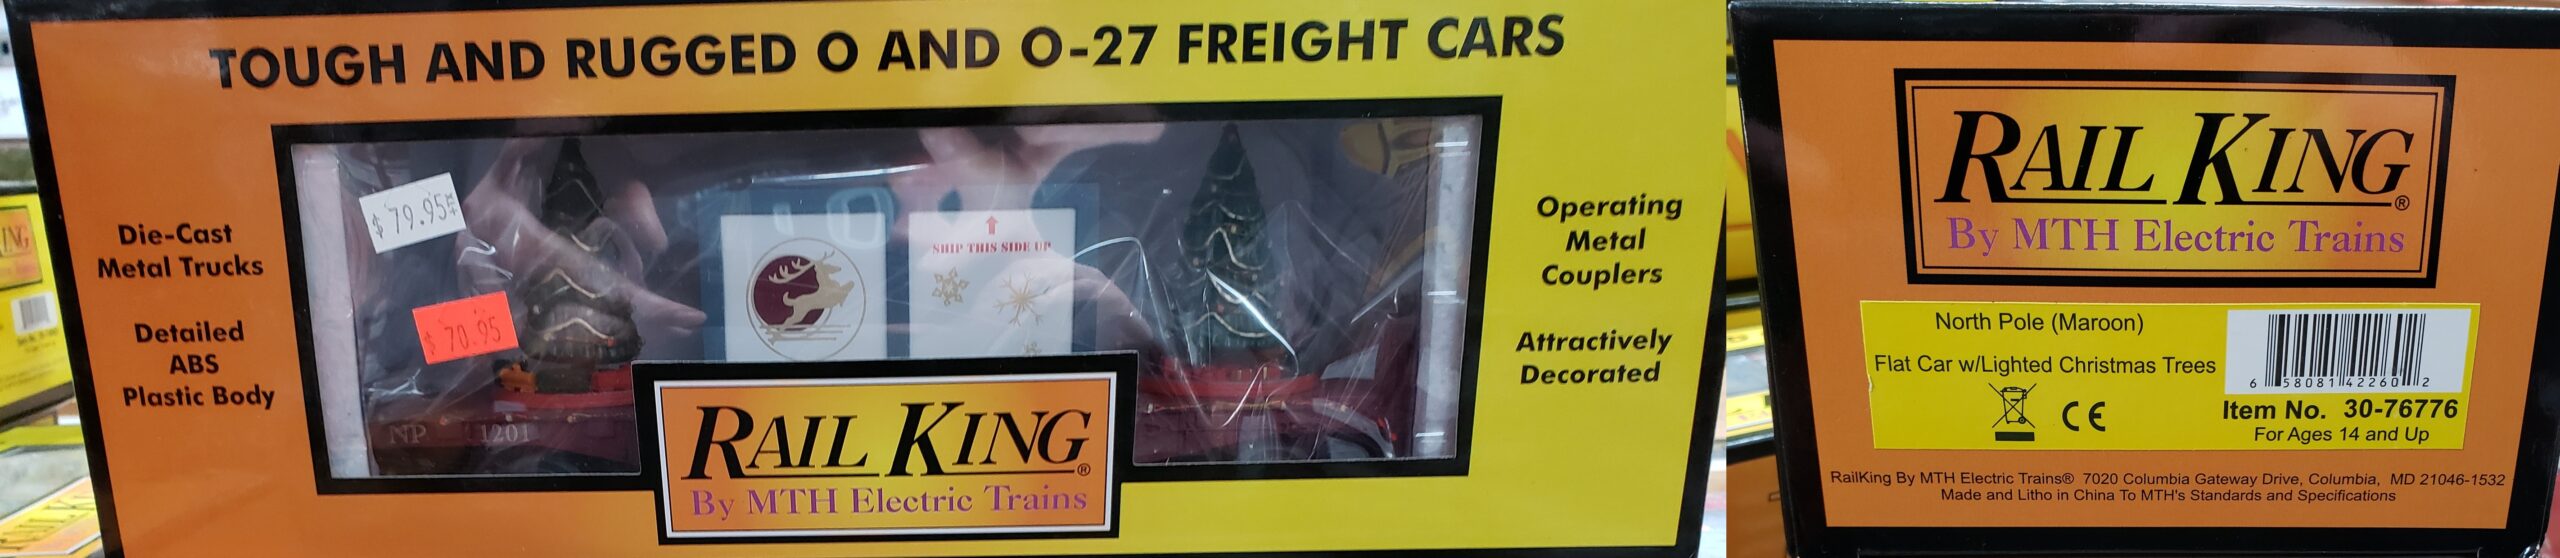 TOUGH AND RUGGED O AND O-27 FREIGHT CARS
Die-Cast
Metal Trucks
Detailed
ABS
Plastic Body
$79.95
$70.95
SHIP THIS SIDE UP
NP 1201
Operating
Metal
Couplers
Attractively
Decorated
RAIL KING®
By MTH Electric Trains
RAIL KING®
By MTH Electric Trains
North Pole (Maroon)
Flat Car w/Lighted Christmas Trees
CE
6 58081 42260 2
Item No. 30-76776
For Ages 14 and Up
RailKing By MTH Electric Trains® 7020 Columbia Gateway Drive, Columbia, MD 21046-1532
Made and Litho in China To MTH's Standards and Specifications